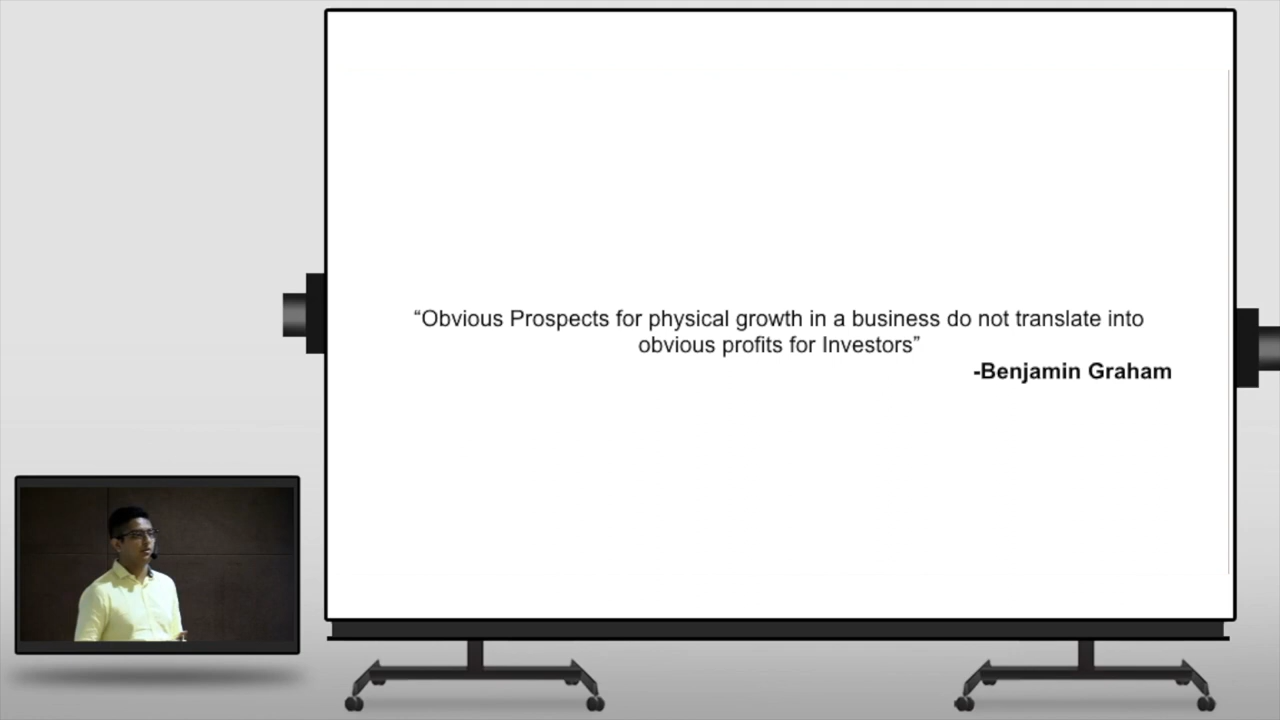 “Obvious Prospects for physical growth in a business do not translate into
obvious profits for Investors”
-Benjamin Graham